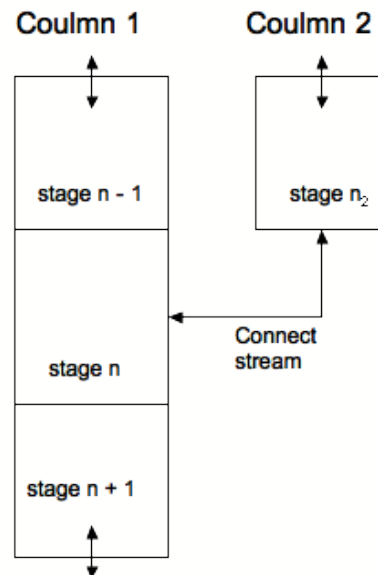 Coulmn 1
Coulmn 2
stage n - 1
stage n₂
Connect
stream
stage n
stage n + 1